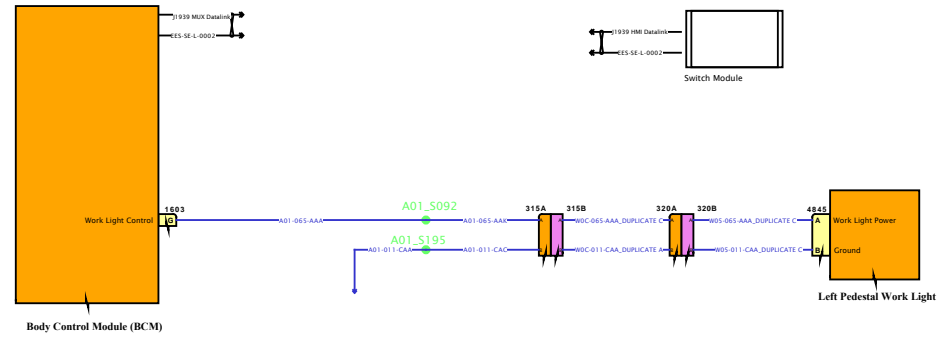 J1939 MUX Datalink
EES-SE-L-0002
J1939 HMI Datalink
EES-SE-L-0002
Switch Module
1603
Work Light Control
G
A01-065-AAA
A01_S092
A01-065-AAK
315A
315B
A
A
W0C-065-AAA_DUPLICATE C
320A
320B
A
A
W05-065-AAA_DUPLICATE C
4845
A
Work Light Power
A01_S195
A01-011-CAA
A01-011-CAC
W0C-011-CAA_DUPLICATE A
W05-011-CAA_DUPLICATE C
B
Ground
Left Pedestal Work Light
Body Control Module (BCM)